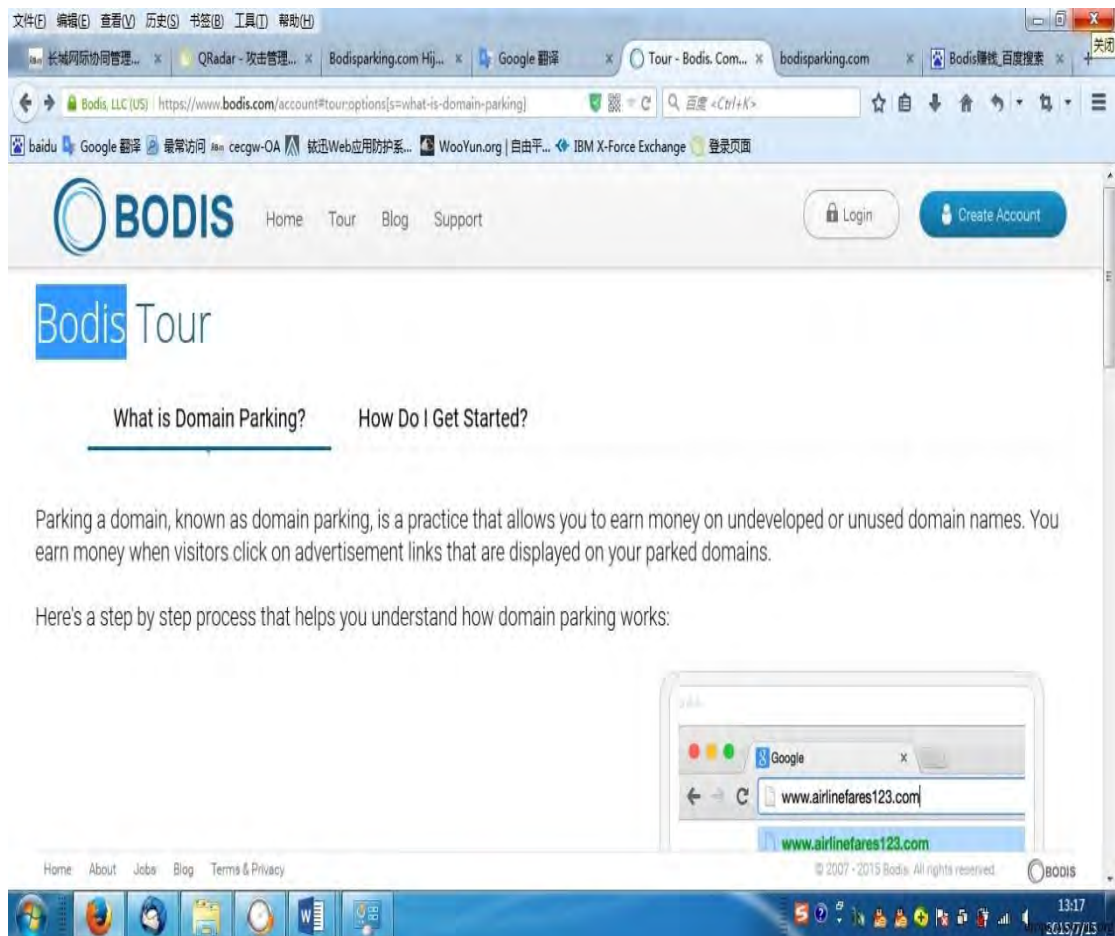 文件(F) 编辑(E) 查看(V) 历史(S) 书签(B) 工具(T) 帮助(H)
关闭
长城网际协同管理... × QRadar - 攻击管理... × Bodisparking.com Hij... × Google 翻译 × Tour - Bodis. Com... × bodisparking.com × Bodis赚钱_百度搜索 × +
Bodis, LLC (US) https://www.bodis.com/account#tour:options[s=what-is-domain-parking] 百度 <Ctrl+K>
baidu Google 翻译 最常访问 cecgw-OA 铱迅Web应用防护系... WooYun.org | 自由平... IBM X-Force Exchange 登录页面
BODIS Home Tour Blog Support Login Create Account
Bodis Tour
What is Domain Parking? How Do I Get Started?
Parking a domain, known as domain parking, is a practice that allows you to earn money on undeveloped or unused domain names. You
earn money when visitors click on advertisement links that are displayed on your parked domains.
Here's a step by step process that helps you understand how domain parking works:
Google x
www.airlinefares123.com
www.airlinefares123.com
Home About Jobs Blog Terms & Privacy © 2007 - 2015 Bodis. All rights reserved. BODIS
13:17
2015/7/15